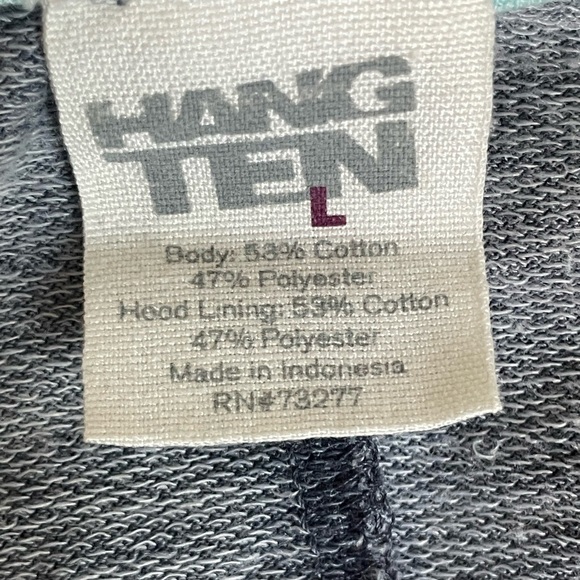 HANG
TEN
L
Body: 53% Cotton
47% Polyester
Hood Lining: 53% Cotton
47% Polyester
Made in Indonesia
RN#73277